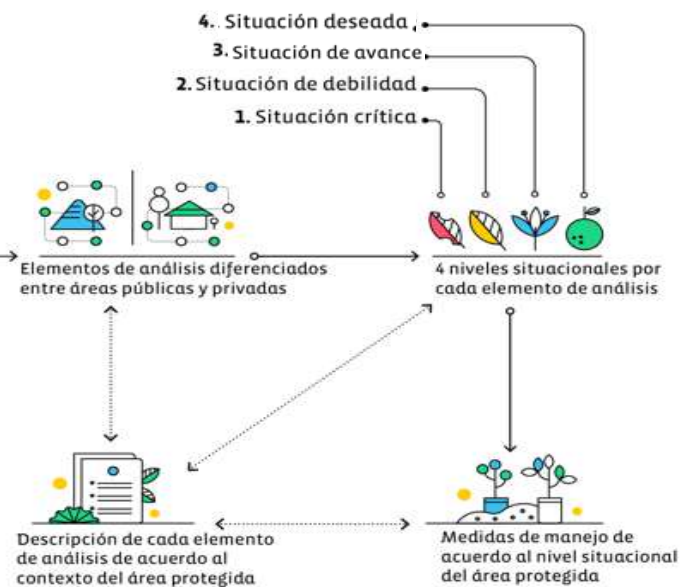 4. Situación deseada
3. Situación de avance
2. Situación de debilidad
1. Situación crítica
Elementos de análisis diferenciados
entre áreas públicas y privadas
4 niveles situacionales por
cada elemento de análisis
Descripción de cada elemento
de análisis de acuerdo al
contexto del área protegida
Medidas de manejo de
acuerdo al nivel situacional
del área protegida